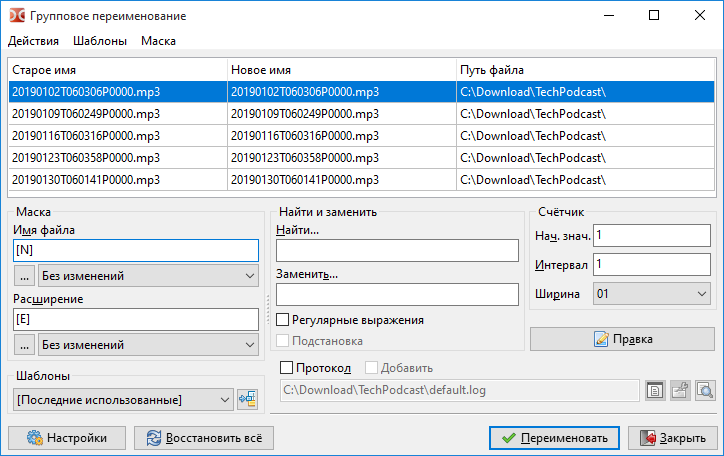 Групповое переименование
Действия Шаблоны Маска
Старое имя Новое имя Путь файла
20190102T060306P0000.mp3 20190102T060306P0000.mp3 C:\Download\TechPodcast\
20190109T060249P0000.mp3 20190109T060249P0000.mp3 C:\Download\TechPodcast\
20190116T060316P0000.mp3 20190116T060316P0000.mp3 C:\Download\TechPodcast\
20190123T060358P0000.mp3 20190123T060358P0000.mp3 C:\Download\TechPodcast\
20190130T060141P0000.mp3 20190130T060141P0000.mp3 C:\Download\TechPodcast\
Маска
Имя файла
[N]
... Без изменений
Расширение
[E]
... Без изменений
Шаблоны
[Последние использованные]
Найти и заменить
Найти...
Заменить...
Регулярные выражения
Подстановка
Протокол Добавить
C:\Download\TechPodcast\default.log
Счётчик
Нач. знач. 1
Интервал 1
Ширина 01
Правка
Настройки Восстановить всё Переименовать Закрыть